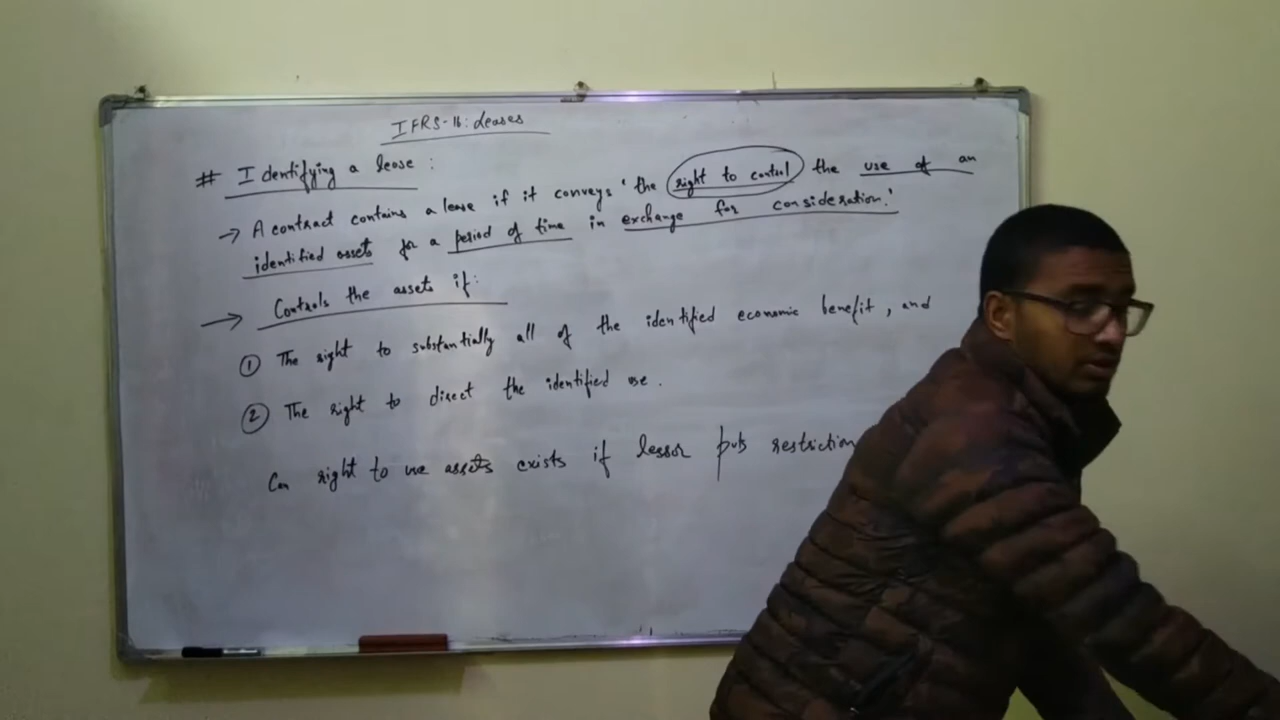 IFRS-16: Leases
# Identifying a lease:
→ A contract contains a lease if it conveys 'the right to control the use of an
identified assets for a period of time in exchange for consideration.'
→ Controls the assets if:
① The right to substantially all of the identified economic benefit, and
② The right to direct the identified use.
Can right to use assets exists if lessor puts restriction